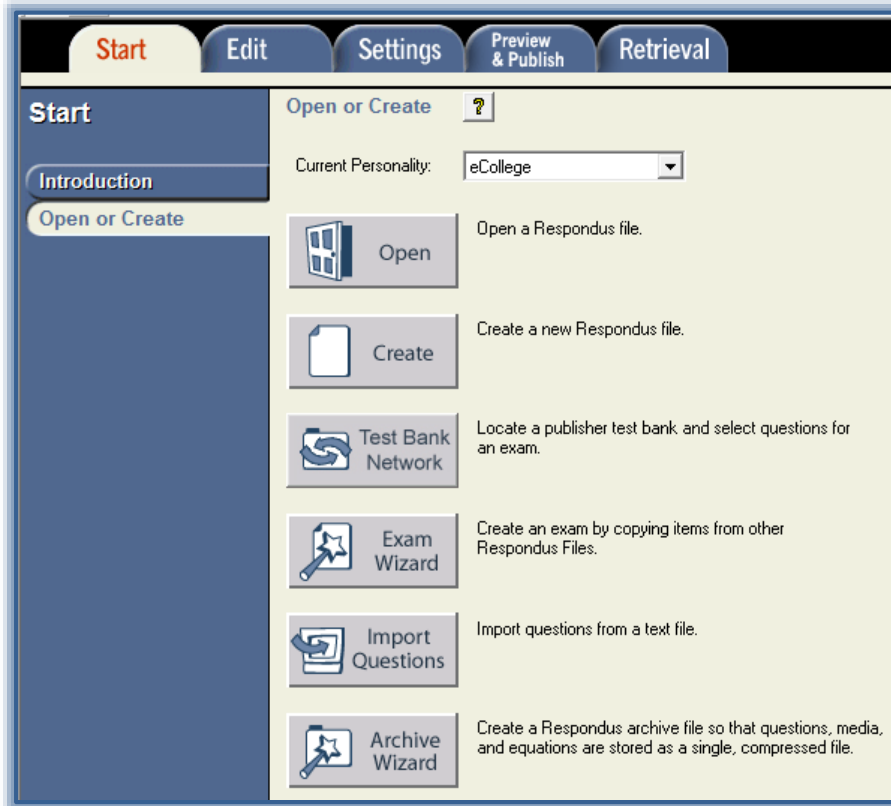 Start
Edit
Settings
Preview
& Publish
Retrieval
Start
Introduction
Open or Create
Open or Create
?
Current Personality:
eCollege
Open
Open a Respondus file.
Create
Create a new Respondus file.
Test Bank
Network
Locate a publisher test bank and select questions for
an exam.
Exam
Wizard
Create an exam by copying items from other
Respondus Files.
Import
Questions
Import questions from a text file.
Archive
Wizard
Create a Respondus archive file so that questions, media,
and equations are stored as a single, compressed file.